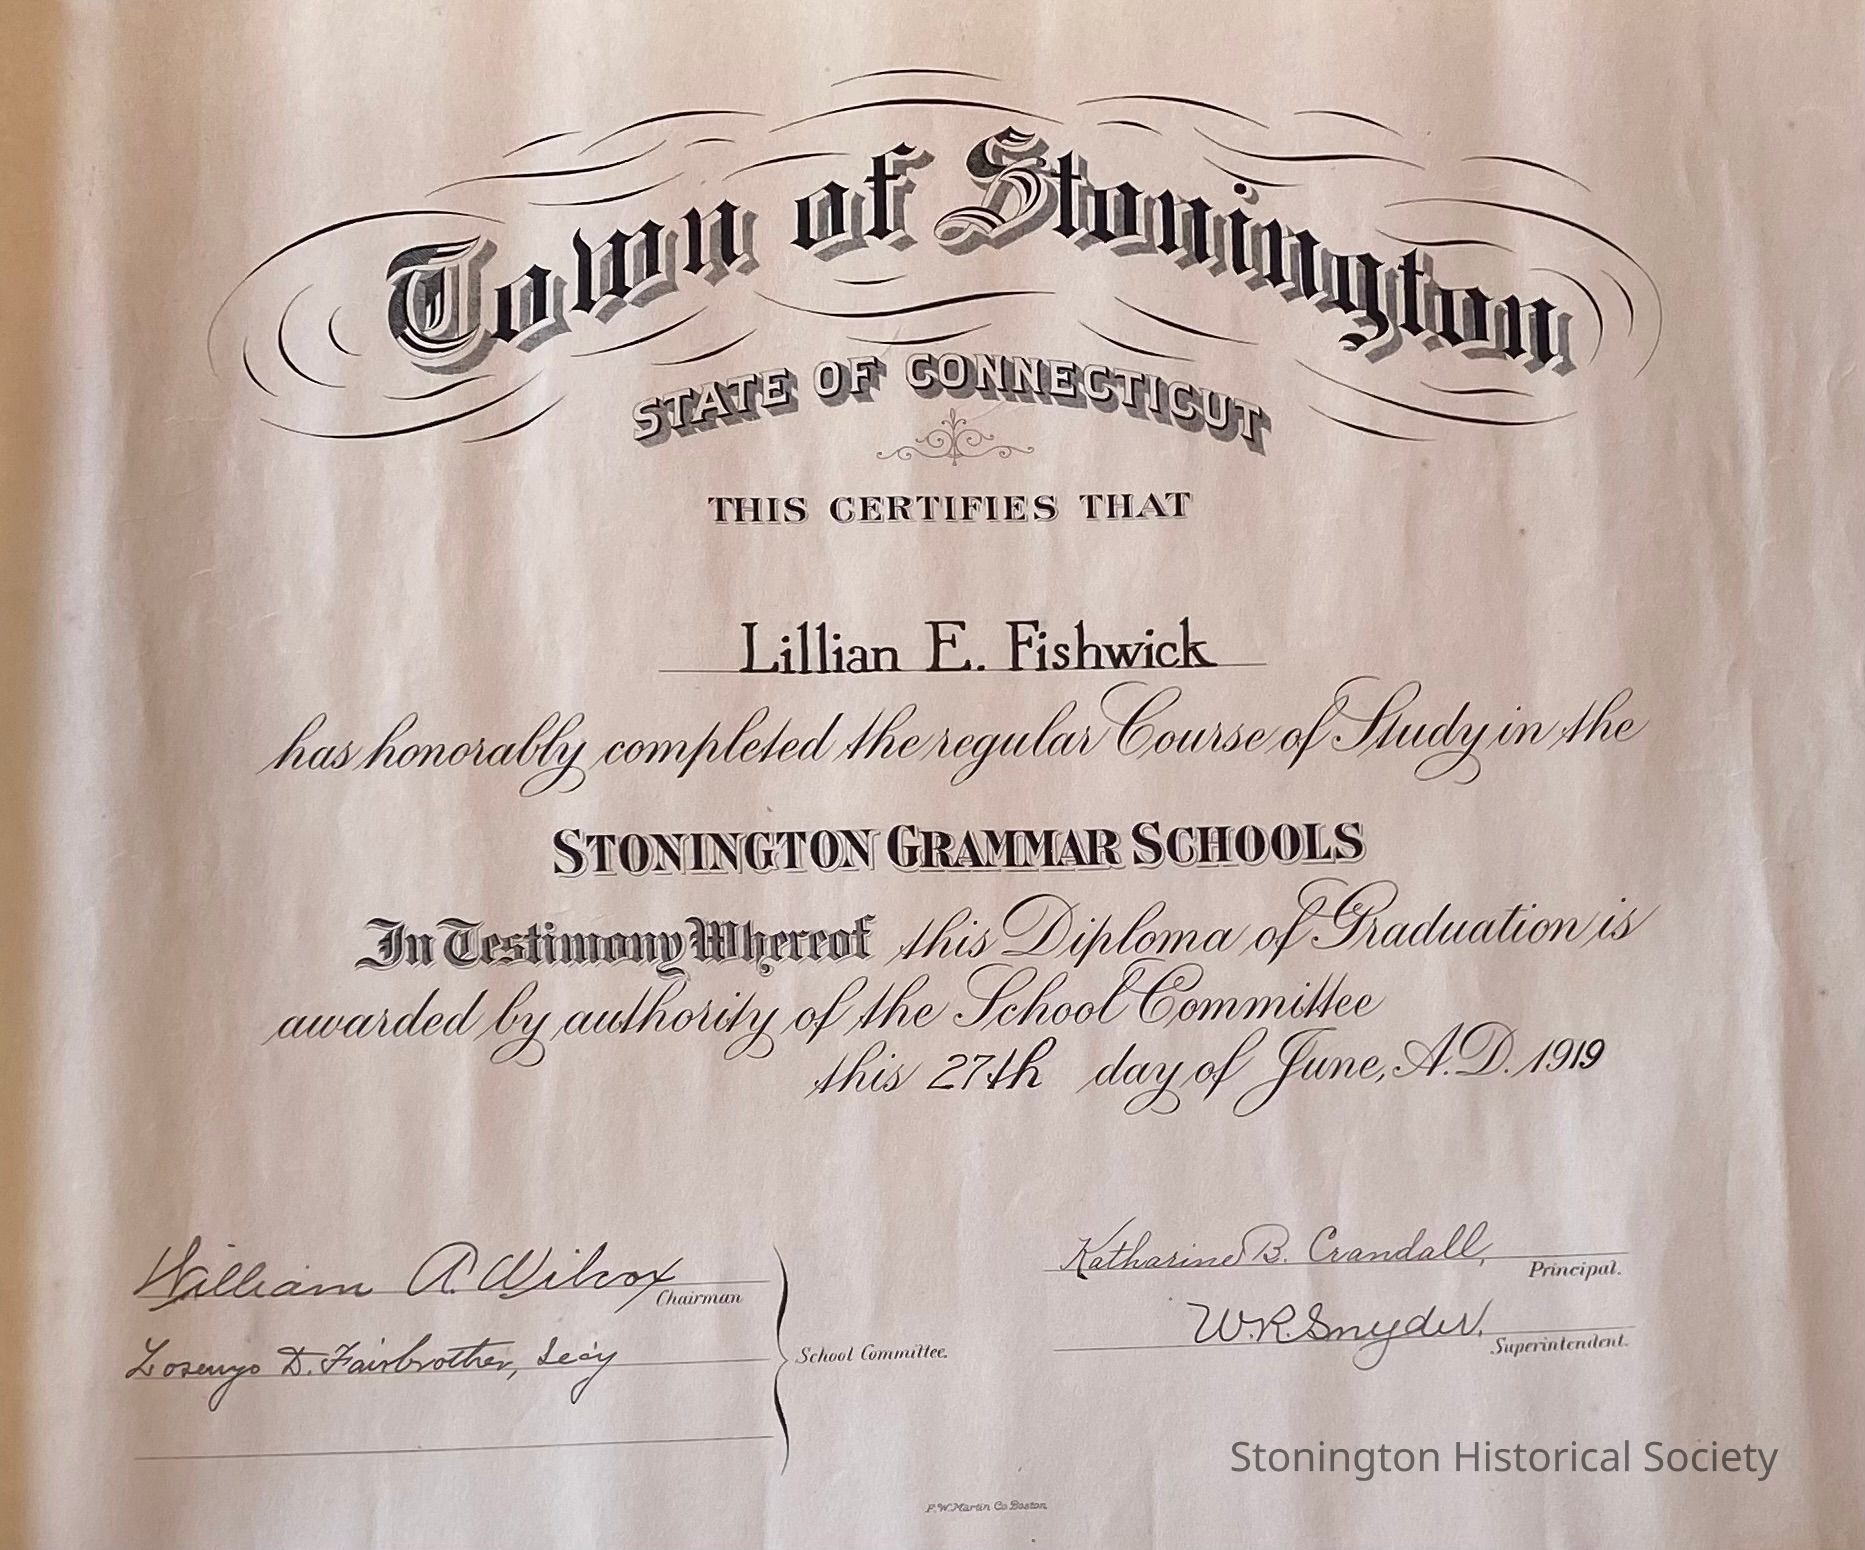 Town of Stonington
STATE OF CONNECTICUT
THIS CERTIFIES THAT
Lillian E. Fishwick
has honorably completed the regular Course of Study in the
STONINGTON GRAMMAR SCHOOLS
In Testimony Whereof this Diploma of Graduation is
awarded by authority of the School Committee
this 27th day of June, A.D. 1919
William A. Wilcox
Chairman
D. Fairbrother, Sec'y
School Committee.
Katharine B. Crandall,
Principal.
W.R. Snyder,
Superintendent.
Stonington Historical Society
F. W. Martin Co Boston